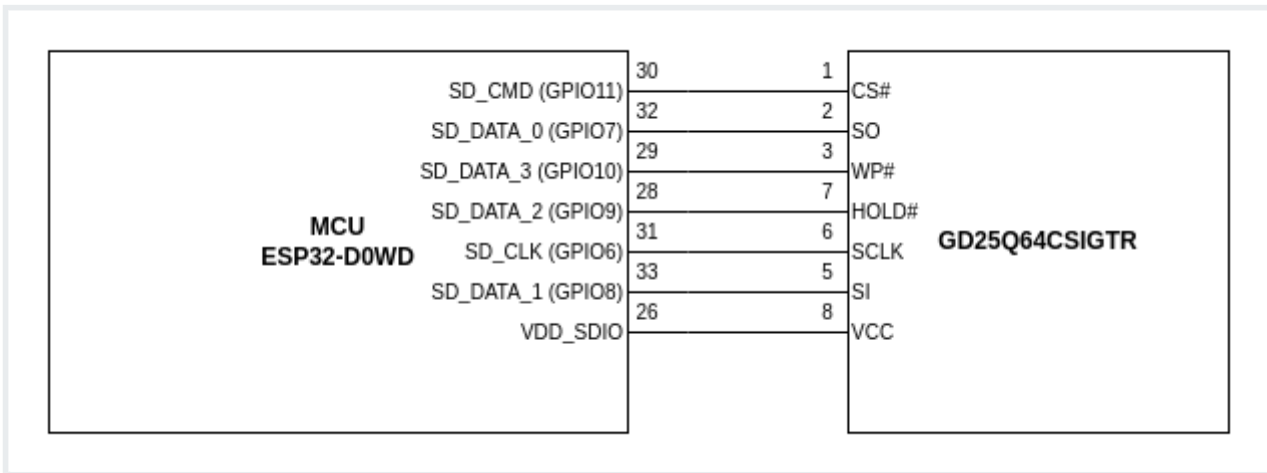 30 1
SD_CMD (GPIO11) CS#
32 2
SD_DATA_0 (GPIO7) SO
29 3
SD_DATA_3 (GPIO10) WP#
28 7
SD_DATA_2 (GPIO9) HOLD#
MCU
ESP32-D0WD
31 6
SD_CLK (GPIO6) SCLK
GD25Q64CSIGTR
33 5
SD_DATA_1 (GPIO8) SI
26 8
VDD_SDIO VCC